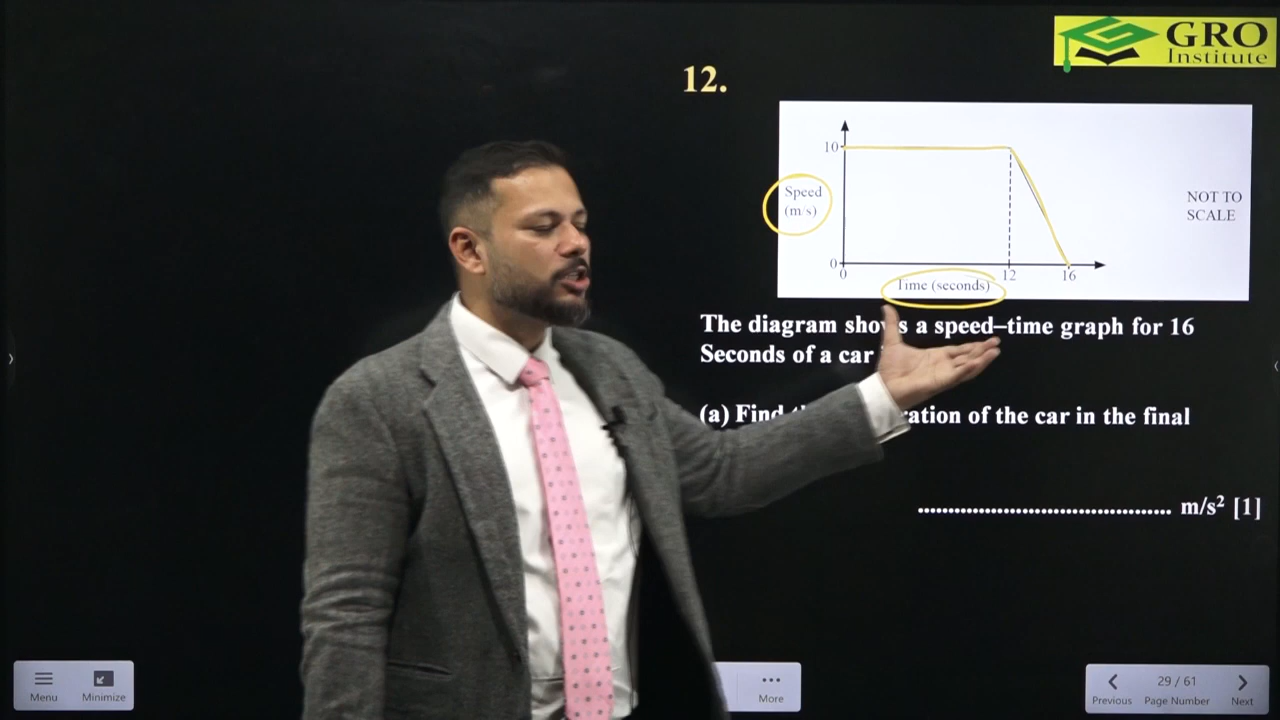 GRO
Institute
12.
10
Speed
(m/s)
NOT TO
SCALE
0
0
12
16
Time (seconds)
The diagram a speed–time graph for 16
Seconds of a car
(a) Find of the car in the final
m/s² [1]
Menu
Minimize
More
Previous
29 / 61
Page Number
Next